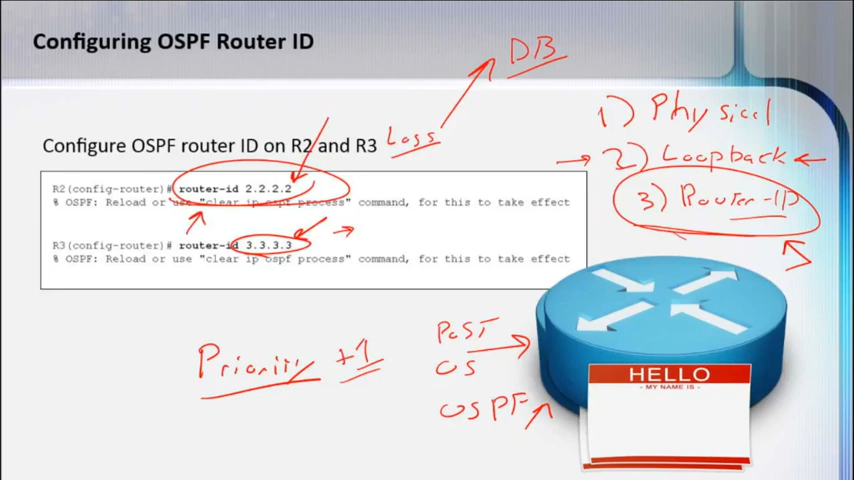 Configuring OSPF Router ID
DB
1) Physical
Configure OSPF router ID on R2 and R3
Loss
2) Loopback
R2(config-router)# router-id 2.2.2.2
% OSPF: Reload or use "clear ip ospf process" command, for this to take effect
3) Router-ID
R3(config-router)# router-id 3.3.3.3
% OSPF: Reload or use "clear ip ospf process" command, for this to take effect
Priority +1
POST
OS
OSPF
HELLO
- MY NAME IS -